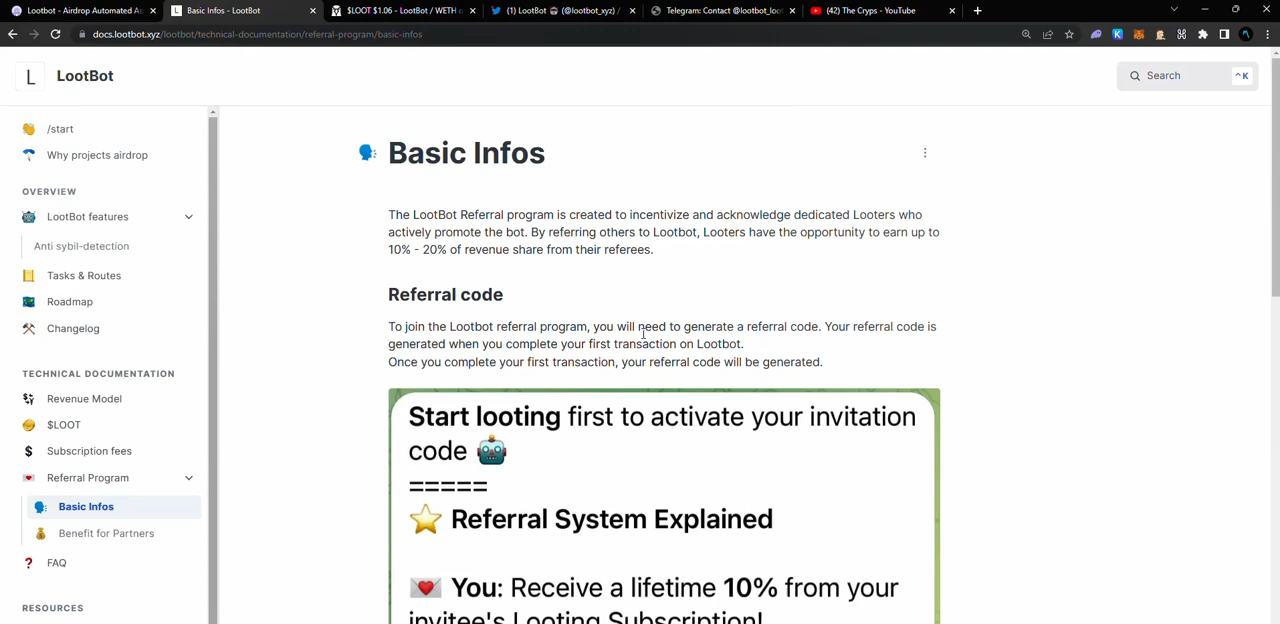 Lootbot - Airdrop Automated A
Basic Infos - LootBot
$LOOT $1.06 - LootBot / WETH
(1) LootBot (@lootbot_xyz) /
Telegram: Contact @lootbot_loo
(42) The Cryps - YouTube
docs.lootbot.xyz/lootbot/technical-documentation/referral-program/basic-infos
L LootBot
Search ^K
/start
Why projects airdrop
OVERVIEW
LootBot features
Anti sybil-detection
Tasks & Routes
Roadmap
Changelog
TECHNICAL DOCUMENTATION
Revenue Model
$LOOT
$ Subscription fees
Referral Program
Basic Infos
Benefit for Partners
FAQ
RESOURCES
Basic Infos
The LootBot Referral program is created to incentivize and acknowledge dedicated Looters who
actively promote the bot. By referring others to Lootbot, Looters have the opportunity to earn up to
10% - 20% of revenue share from their referees.
Referral code
To join the Lootbot referral program, you will need to generate a referral code. Your referral code is
generated when you complete your first transaction on Lootbot.
Once you complete your first transaction, your referral code will be generated.
Start looting first to activate your invitation
code
=====
Referral System Explained
You: Receive a lifetime 10% from your
invitee's Looting Subscription!